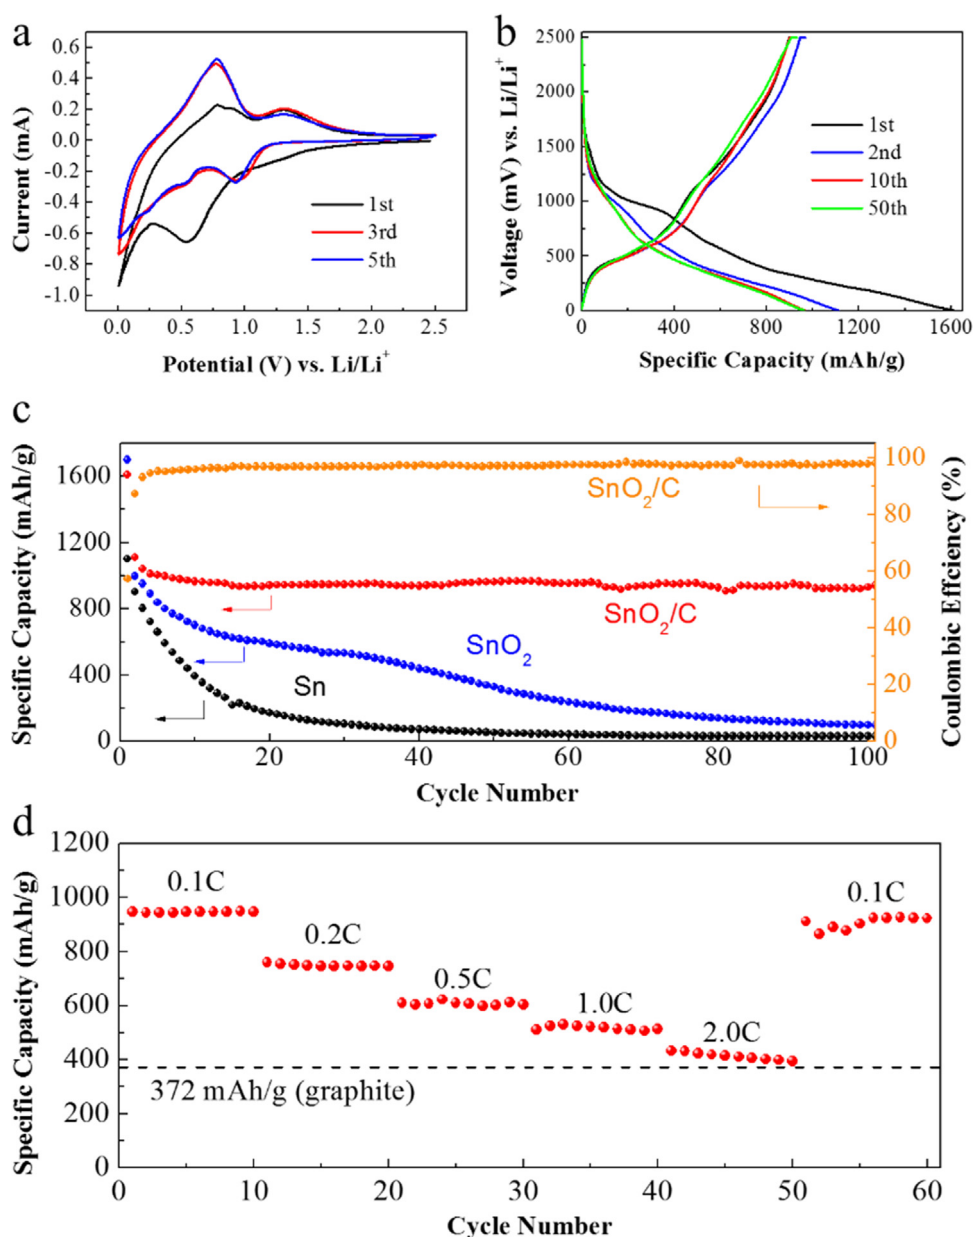 a
0.6
0.4
0.2
0.0
-0.2
-0.4
-0.6
-0.8
-1.0
Current (mA)
1st
3rd
5th
0.0 0.5 1.0 1.5 2.0 2.5
Potential (V) vs. Li/Li+
b
2500
2000
1500
1000
500
0
Voltage (mV) vs. Li/Li+
1st
2nd
10th
50th
0 400 800 1200 1600
Specific Capacity (mAh/g)
c
1600
1200
800
400
0
Specific Capacity (mAh/g)
SnO2/C
SnO2/C
SnO2
Sn
100
80
60
40
20
0
Coulombic Effciency (%)
0 20 40 60 80 100
Cycle Number
d
1200
1000
800
600
400
200
0
Specific Capacity (mAh/g)
0.1C
0.2C
0.5C
1.0C
2.0C
0.1C
372 mAh/g (graphite)
0 10 20 30 40 50 60
Cycle Number